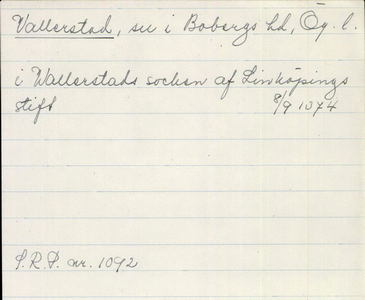 Vallerstad, sn i Bobergs hd, Ög. l.
i Wallerstads socken af Linköpings
stift 8/9 1074
S.R.P. nr. 1092